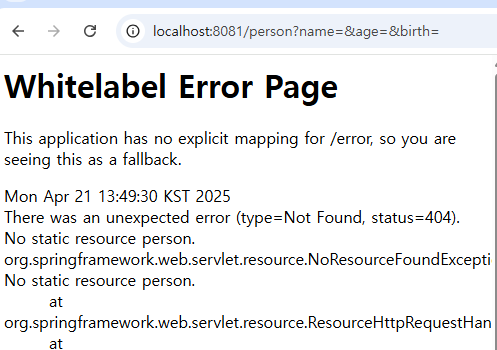 localhost:8081/person?name=&age=&birth=
Whitelabel Error Page
This application has no explicit mapping for /error, so you are
seeing this as a fallback.
Mon Apr 21 13:49:30 KST 2025
There was an unexpected error (type=Not Found, status=404).
No static resource person.
org.springframework.web.servlet.resource.NoResourceFoundExcepti
No static resource person.
at
org.springframework.web.servlet.resource.ResourceHttpRequestHan
at